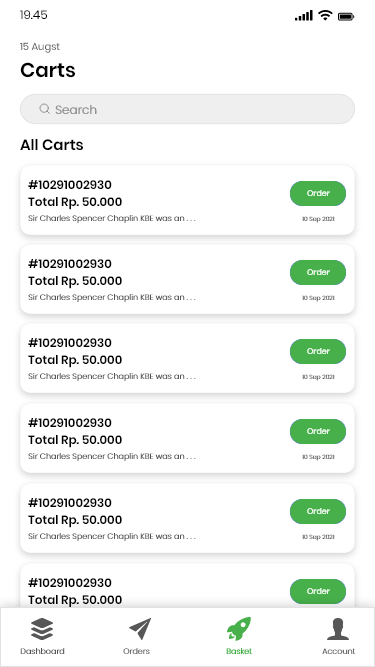 19.45
15 Augst
Carts
Search
All Carts
#10291002930
Total Rp. 50.000
Order
Sir Charles Spencer Chaplin KBE was an . . .
10 Sep 2021
#10291002930
Total Rp. 50.000
Order
Sir Charles Spencer Chaplin KBE was an . . .
10 Sep 2021
#10291002930
Total Rp. 50.000
Order
Sir Charles Spencer Chaplin KBE was an . . .
10 Sep 2021
#10291002930
Total Rp. 50.000
Order
Sir Charles Spencer Chaplin KBE was an . . .
10 Sep 2021
#10291002930
Total Rp. 50.000
Order
Sir Charles Spencer Chaplin KBE was an . . .
10 Sep 2021
#10291002930
Total Rp. 50.000
Order
Dashboard
Orders
Basket
Account